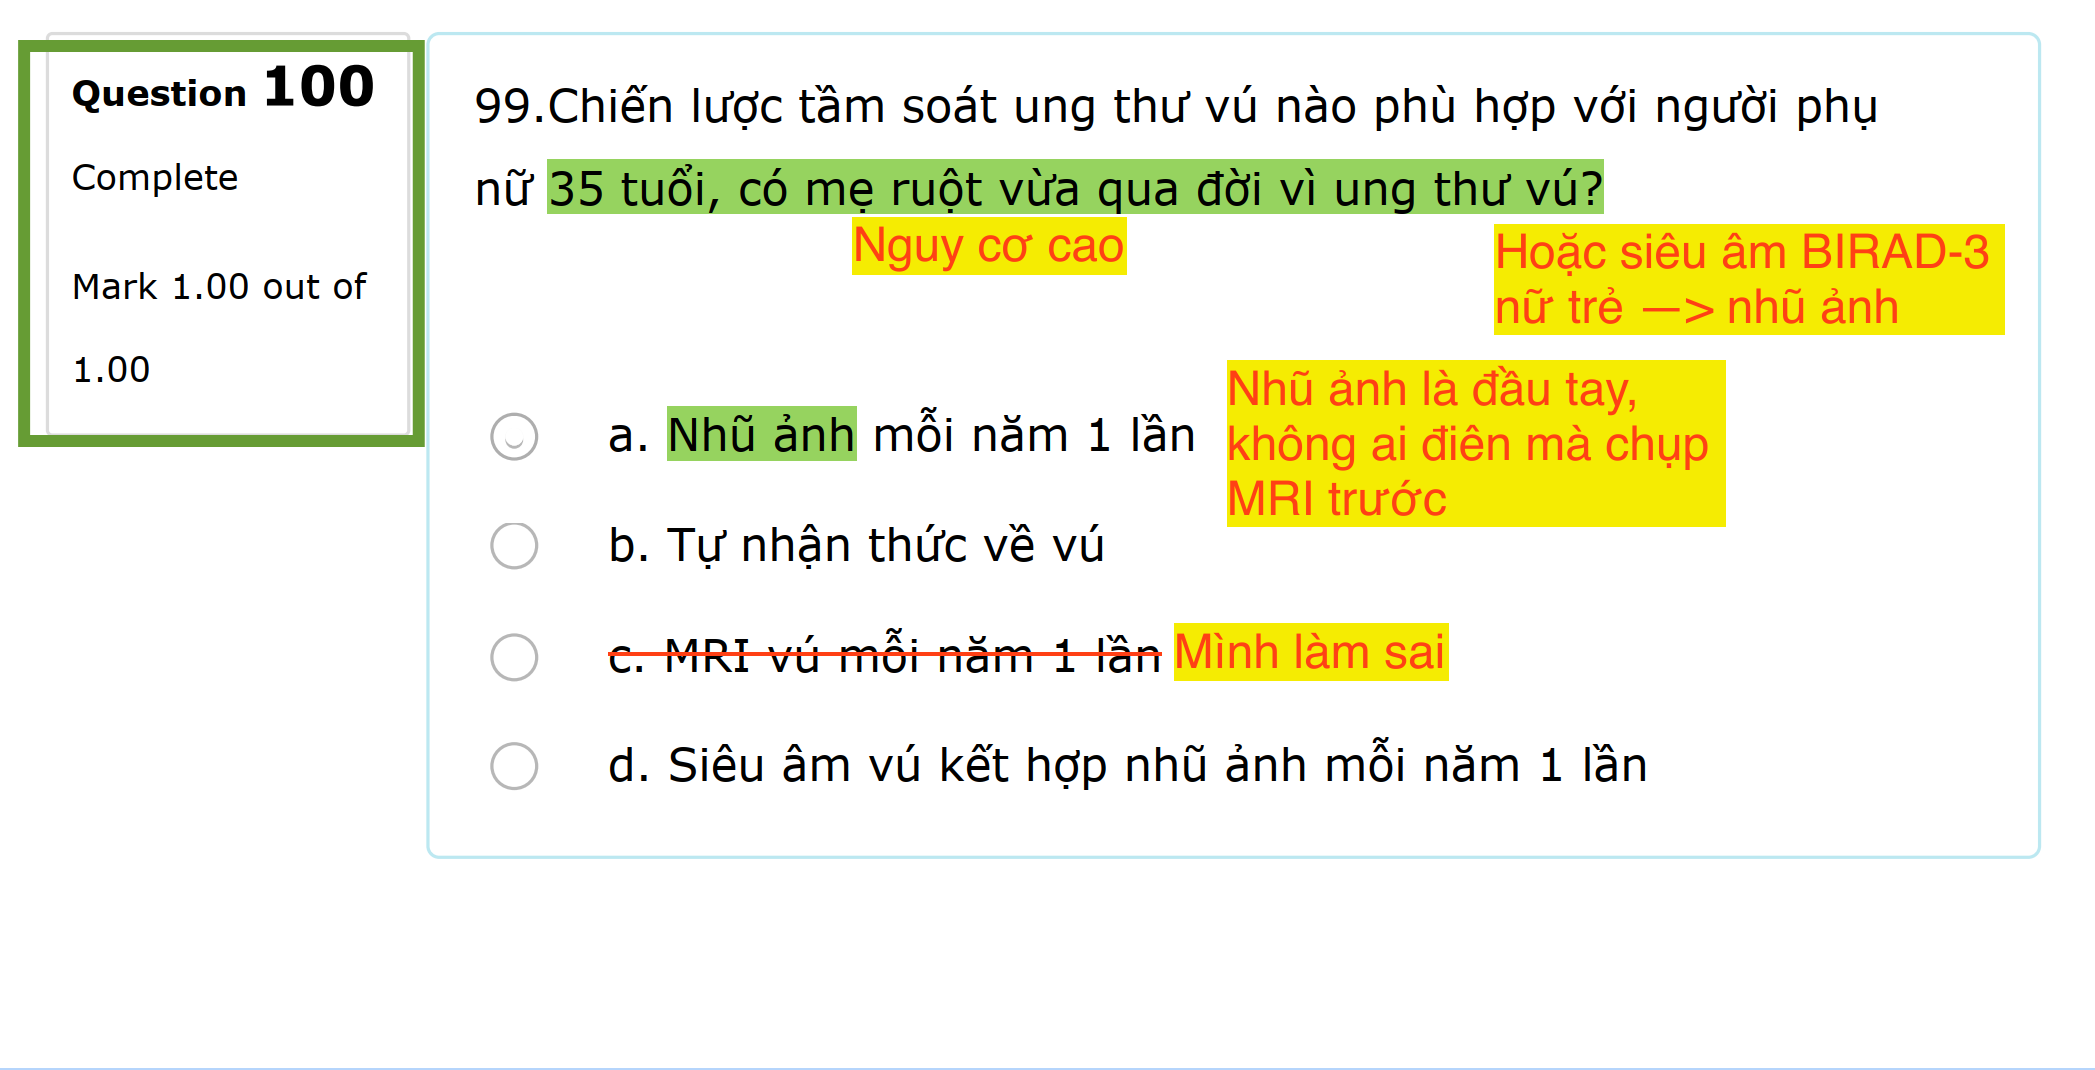 Question 100
Complete
Mark 1.00 out of
1.00
99.Chiến lược tầm soát ung thư vú nào phù hợp với người phụ
nữ 35 tuổi, có mẹ ruột vừa qua đời vì ung thư vú?
Nguy cơ cao
Hoặc siêu âm BIRAD-3
nữ trẻ —> nhũ ảnh
a. Nhũ ảnh mỗi năm 1 lần
Nhũ ảnh là đầu tay,
không ai điên mà chụp
MRI trước
b. Tự nhận thức về vú
c. MRI vú mỗi năm 1 lần
Mình làm sai
d. Siêu âm vú kết hợp nhũ ảnh mỗi năm 1 lần